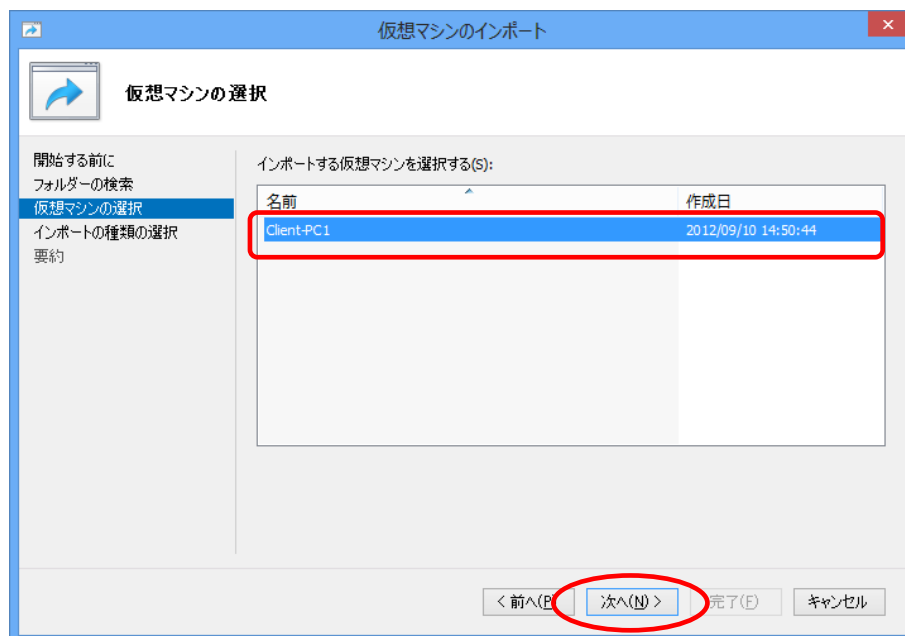 仮想マシンのインポート
仮想マシンの選択
開始する前に
フォルダーの検索
仮想マシンの選択
インポートの種類の選択
要約
インポートする仮想マシンを選択する(S):
名前 作成日
Client-PC1 2012/09/10 14:50:44
< 前へ(P 次へ(N) > 完了(F) キャンセル